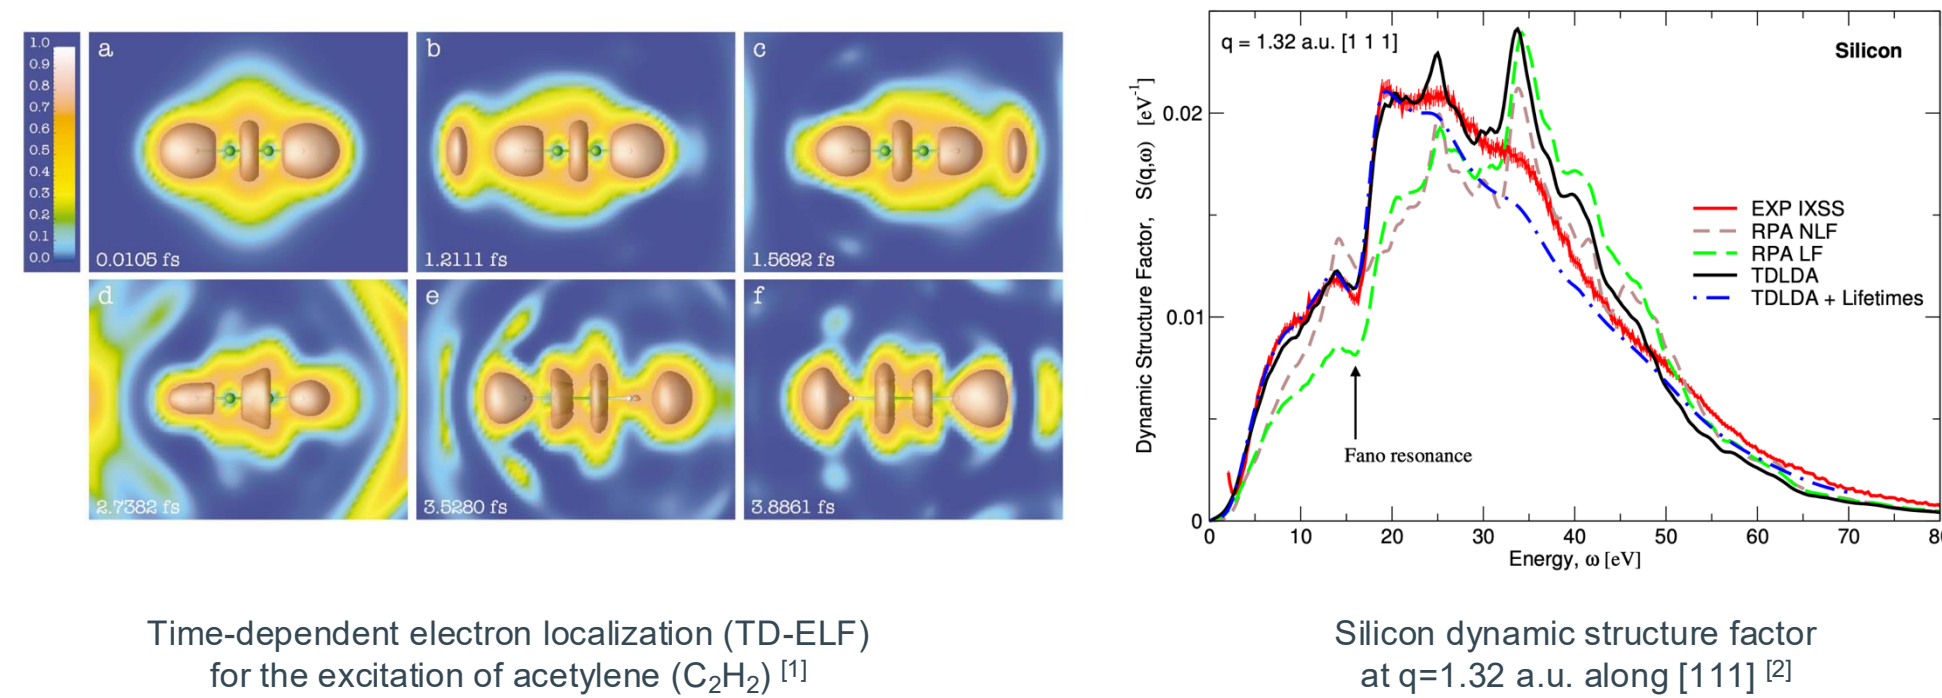 1.0
0.9
0.8
0.7
0.6
0.5
0.4
0.3
0.2
0.1
0.0
a
0.0105 fs
b
1.2111 fs
c
1.5692 fs
d
2.7382 fs
e
3.5280 fs
f
3.8861 fs
Time-dependent electron localization (TD-ELF)
for the excitation of acetylene (C₂H₂) [1]
q = 1.32 a.u. [1 1 1]
Silicon
Dynamic Structure Factor, S(q,ω) [eV⁻¹]
0.02
0.01
0
EXP IXSS
RPA NLF
RPA LF
TDLDA
TDLDA + Lifetimes
Fano resonance
0 10 20 30 40 50 60 70 8
Energy, ω [eV]
Silicon dynamic structure factor
at q=1.32 a.u. along [111] [2]